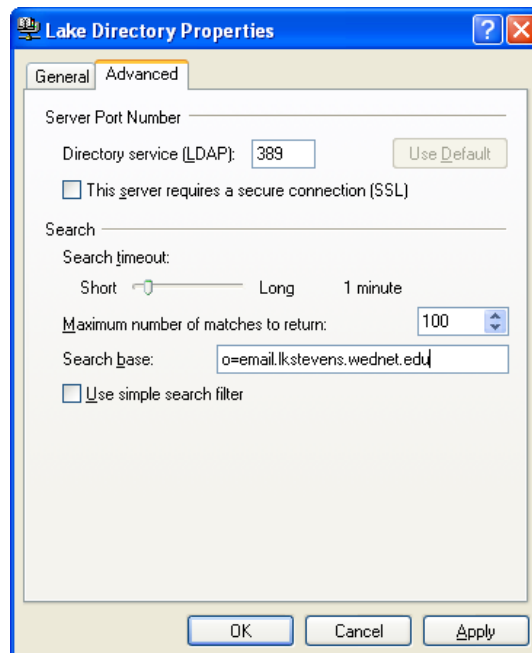 Lake Directory Properties
General Advanced
Server Port Number
Directory service (LDAP): 389 Use Default
This server requires a secure connection (SSL)
Search
Search timeout:
Short Long 1 minute
Maximum number of matches to return: 100
Search base: o=email.lkstevens.wednet.edu
Use simple search filter
OK Cancel Apply